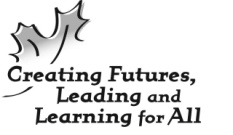 Creating Futures,
Leading and
Learning for All